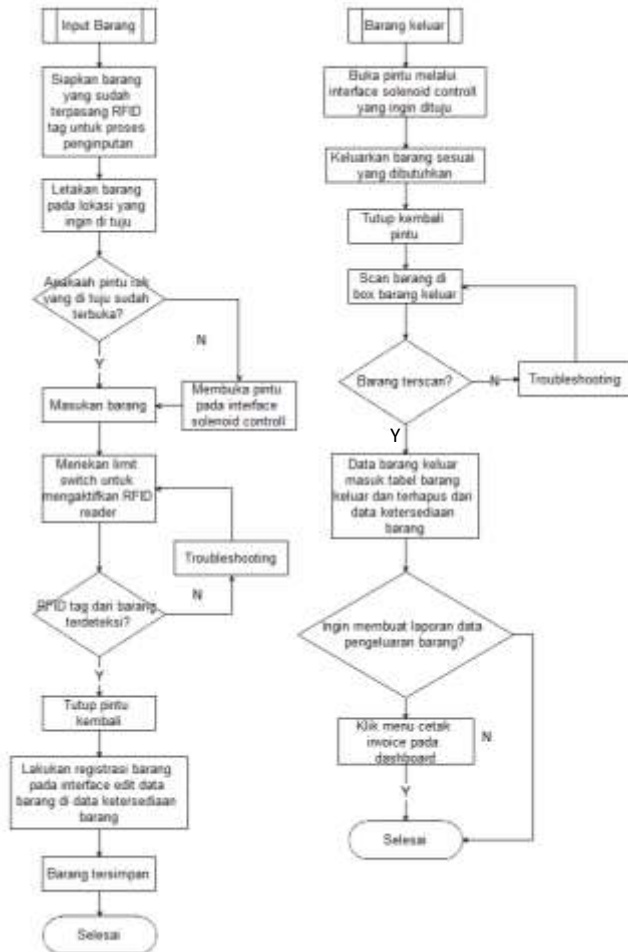 Input Barang
Siapkan barang
yang sudah
terpasang RFID
tag untuk proses
penginputan
Letakan barang
pada lokasi yang
ingin di tuju
Apakaah pintu rak
yang di tuju sudah
terbuka?
N
Y
Membuka pintu
pada interface
solenoid controll
Masukan barang
Menekan limit
switch untuk
mengaktifkan RFID
reader
Troubleshooting
N
RFID tag dari barang
terdeteksi?
Y
Tutup pintu
kembali
Lakukan registrasi barang
pada interface edit data
barang di data ketersediaan
barang
Barang tersimpan
Selesai
Barang keluar
Buka pintu melalui
interface solenoid controll
yang ingin dituju
Keluarkan barang sesuai
yang dibutuhkan
Tutup kembali
pintu
Scan barang di
box barang keluar
Barang terscan?
N
Troubleshooting
Y
Data barang keluar
masuk tabel barang
keluar dan terhapus dari
data ketersediaan
barang
Ingin membuat laporan data
pengeluaran barang?
Klik menu cetak
invoice pada
dashboard
N
Y
Selesai